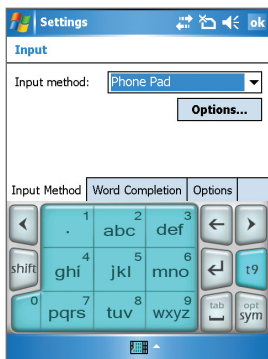 Settings ok
Input
Input method: Phone Pad
Options...
Input Method Word Completion Options
. 1 abc 2 def 3
shift ghi 4 jkl 5 mno 6 t9
0 pqrs 7 tuv 8 wxyz 9 tab opt sym